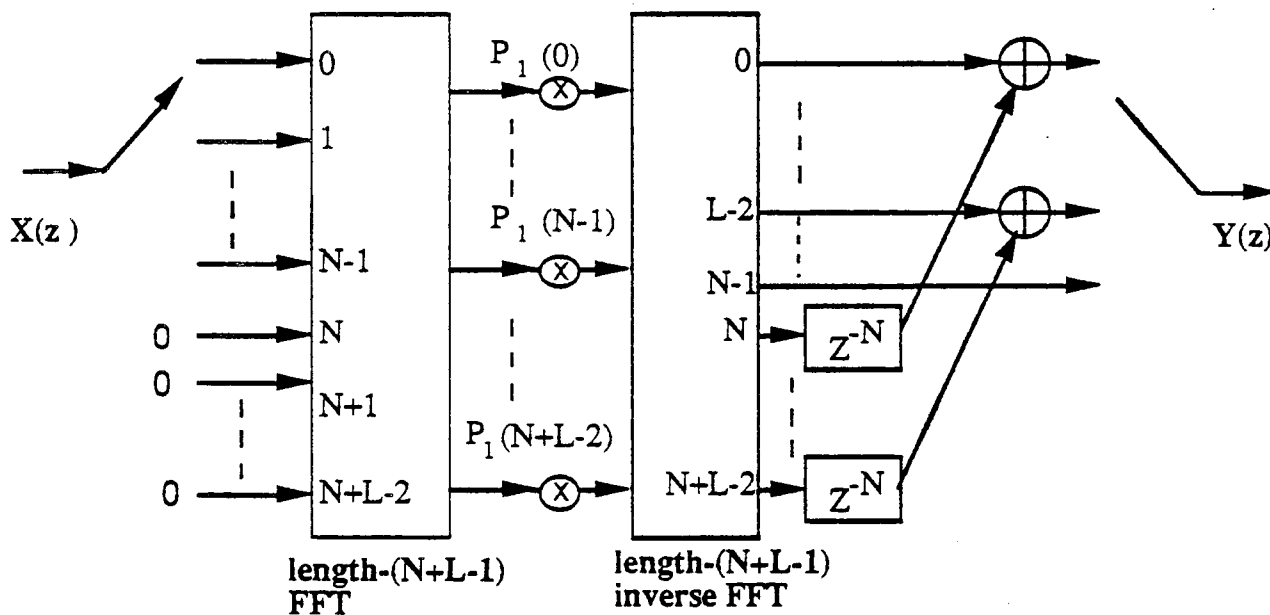 X(z)
0
1
N-1
0 N
0 N+1
0 N+L-2
length-(N+L-1)
FFT
P1 (0)
X
P1 (N-1)
X
P1 (N+L-2)
X
0
L-2
N-1
N
N+L-2
length-(N+L-1)
inverse FFT
Z-N
Z-N
Y(z)